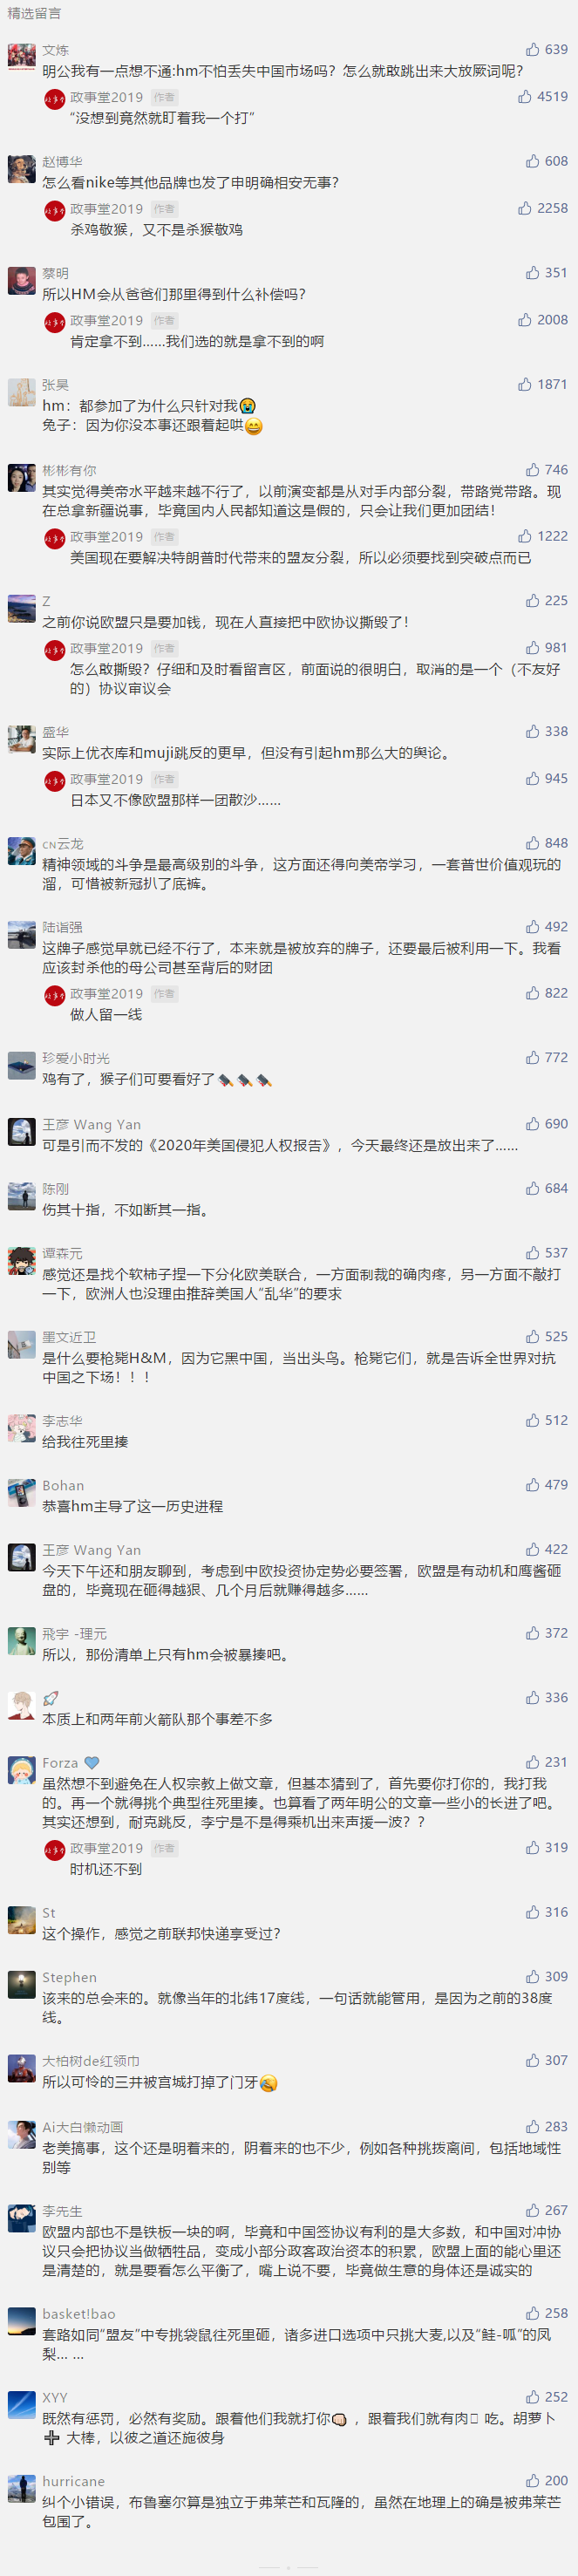 精选留言
文炼 639
明公我有一点想不通:hm不怕丢失中国市场吗？怎么就敢跳出来大放厥词呢？
政事堂2019 作者 4519
“没想到竟然就盯着我一个打”
赵博华 608
怎么看nike等其他品牌也发了申明确相安无事？
政事堂2019 作者 2258
杀鸡敬猴，又不是杀猴敬鸡
蔡明 351
所以HM会从爸爸们那里得到什么补偿吗？
政事堂2019 作者 2008
肯定拿不到……我们选的就是拿不到的啊
张昊 1871
hm：都参加了为什么只针对我😭
兔子：因为你没本事还跟着起哄😄
彬彬有你 746
其实觉得美帝水平越来越不行了，以前演变都是从对手内部分裂，带路党带路。现
在总拿新疆说事，毕竟国内人民都知道这是假的，只会让我们更加团结！
政事堂2019 作者 1222
美国现在要解决特朗普时代带来的盟友分裂，所以必须要找到突破点而已
Z 225
之前你说欧盟只是要加钱，现在人直接把中欧协议撕毁了！
政事堂2019 作者 981
怎么敢撕毁？仔细和及时看留言区，前面说的很明白，取消的是一个（不友好
的）协议审议会
盛华 338
实际上优衣库和muji跳反的更早，但没有引起hm那么大的舆论。
政事堂2019 作者 945
日本又不像欧盟那样一团散沙……
ᴄɴ云龙 848
精神领域的斗争是最高级别的斗争，这方面还得向美帝学习，一套普世价值观玩的
溜，可惜被新冠扒了底裤。
陆诣强 492
这牌子感觉早就已经不行了，本来就是被放弃的牌子，还要最后被利用一下。我看
应该封杀他的母公司甚至背后的财团
政事堂2019 作者 822
做人留一线
珍爱小时光 772
鸡有了，猴子们可要看好了
王彦 Wang Yan 690
可是引而不发的《2020年美国侵犯人权报告》，今天最终还是放出来了……
陈刚 684
伤其十指，不如断其一指。
谭森元 537
感觉还是找个软柿子捏一下分化欧美联合，一方面制裁的确肉疼，另一方面不敲打
一下，欧洲人也没理由推辞美国人“乱华”的要求
墨文近卫 525
是什么要枪毙H&M，因为它黑中国，当出头鸟。枪毙它们，就是告诉全世界对抗
中国之下场！！！
李志华 512
给我往死里揍
Bohan 479
恭喜hm主导了这一历史进程
王彦 Wang Yan 422
今天下午还和朋友聊到，考虑到中欧投资协定势必要签署，欧盟是有动机和鹰酱砸
盘的，毕竟现在砸得越狠、几个月后就赚得越多……
飛宇 -理元 372
所以，那份清单上只有hm会被暴揍吧。
🚀 336
本质上和两年前火箭队那个事差不多
Forza 💙 231
虽然想不到避免在人权宗教上做文章，但基本猜到了，首先要你打你的，我打我
的。再一个就得挑个典型往死里揍。也算看了两年明公的文章一些小的长进了吧。
其实还想到，耐克跳反，李宁是不是得乘机出来声援一波？？
政事堂2019 作者 319
时机还不到
St 316
这个操作，感觉之前联邦快递享受过？
Stephen 309
该来的总会来的。就像当年的北纬17度线，一句话就能管用，是因为之前的38度
线。
大柏树de红领巾 307
所以可怜的三井被宫城打掉了门牙
Ai大白懒动画 283
老美搞事，这个还是明着来的，阴着来的也不少，例如各种挑拨离间，包括地域性
别等
李先生 267
欧盟内部也不是铁板一块的啊，毕竟和中国签协议有利的是大多数，和中国对冲协
议只会把协议当做牺牲品，变成小部分政客政治资本的积累，欧盟上面的能心里还
是清楚的，就是要看怎么平衡了，嘴上说不要，毕竟做生意的身体还是诚实的
basket!bao 258
套路如同“盟友”中专挑袋鼠往死里砸，诸多进口选项中只挑大麦,以及“鮭-呱”的凤
梨... ...
XYY 252
既然有惩罚，必然有奖励。跟着他们我就打你👊，跟着我们就有肉 吃。胡萝卜
➕ 大棒，以彼之道还施彼身
hurricane 200
纠个小错误，布鲁塞尔算是独立于弗莱芒和瓦隆的，虽然在地理上的确是被弗莱芒
包围了。